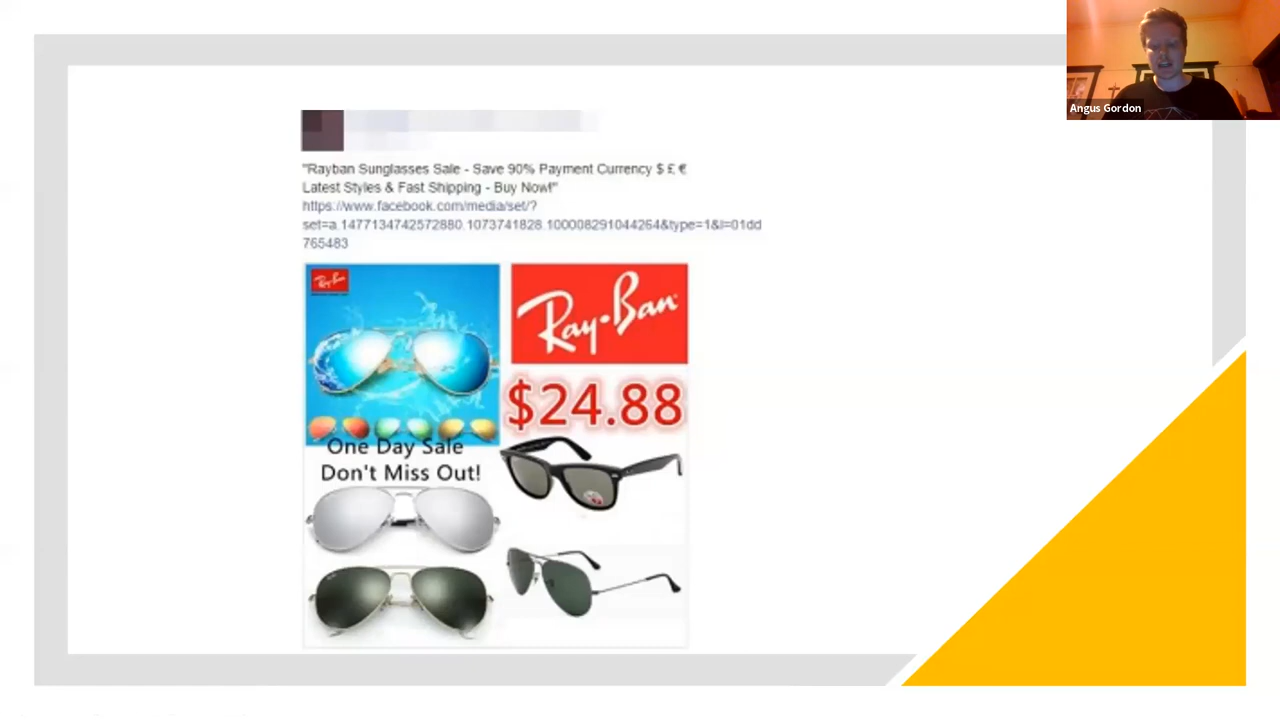 Angus Gordon
"Rayban Sunglasses Sale - Save 90% Payment Currency $ £ €
Latest Styles & Fast Shipping - Buy Now!"
https://www.facebook.com/media/set/?
set=a.1477134742572880.1073741828.100008291044264&type=1&l=01dd
765483
Ray-Ban
Ray-Ban
$24.88
One Day Sale
Don't Miss Out!